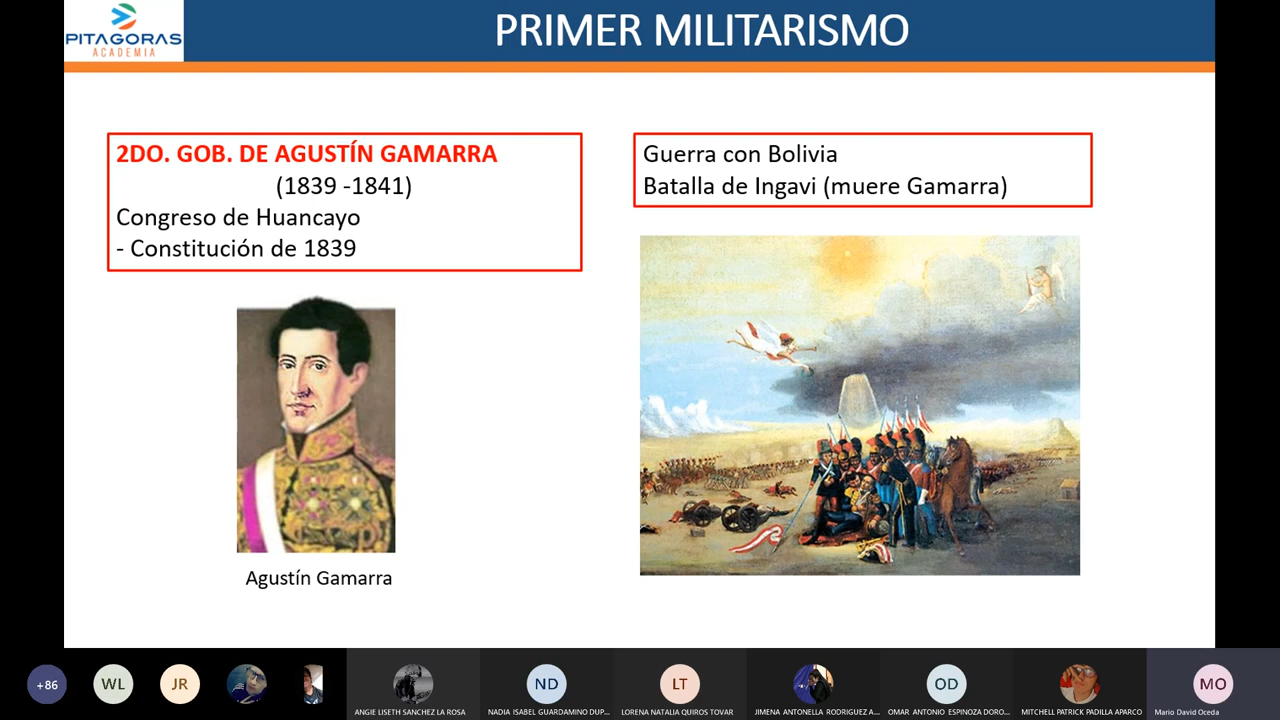 PITAGORAS
ACADEMIA
PRIMER MILITARISMO
2DO. GOB. DE AGUSTÍN GAMARRA
(1839 -1841)
Congreso de Huancayo
- Constitución de 1839
Guerra con Bolivia
Batalla de Ingavi (muere Gamarra)
Agustín Gamarra
+86
WL
JR
ANGIE LISETH SANCHEZ LA ROSA
ND
NADIA ISABEL GUARDAMINO DUP...
LT
LORENA NATALIA QUIROS TOVAR
JIMENA ANTONELLA RODRIGUEZ A...
OD
OMAR ANTONIO ESPINOZA DORO...
MITCHELL PATRICK PADILLA APARCO
MO
Mario David Oceda